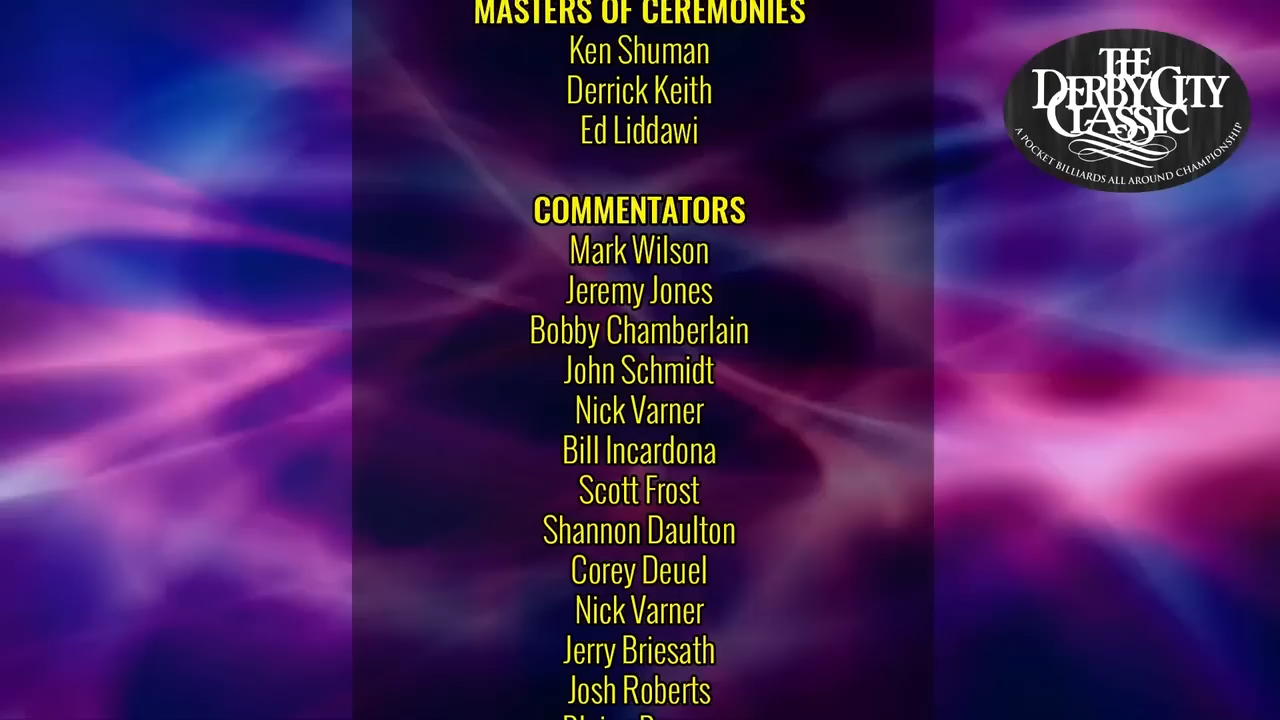 MASTERS OF CEREMONIES
Ken Shuman
Derrick Keith
Ed Liddawi
COMMENTATORS
Mark Wilson
Jeremy Jones
Bobby Chamberlain
John Schmidt
Nick Varner
Bill Incardona
Scott Frost
Shannon Daulton
Corey Deuel
Nick Varner
Jerry Briesath
Josh Roberts
THE
DERBY CITY
CLASSIC
A POCKET BILLIARDS ALL AROUND CHAMPIONSHIP